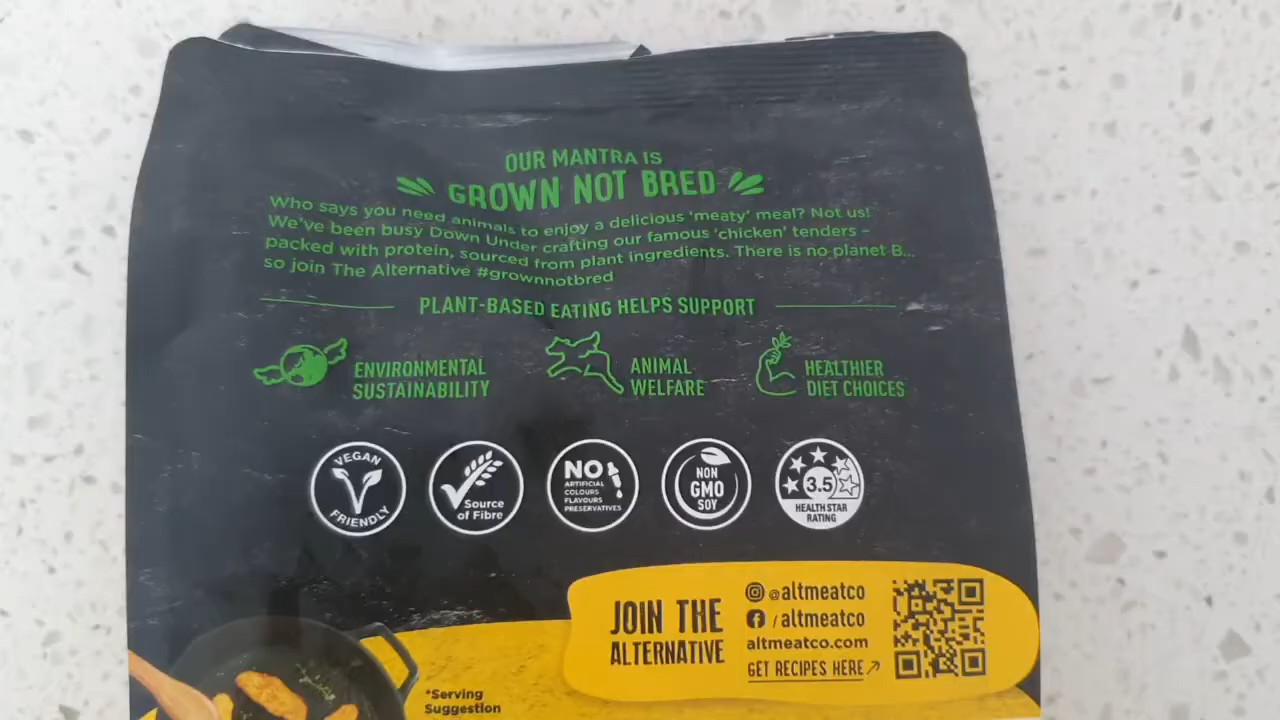 OUR MANTRA IS
GROWN NOT BRED
Who says you need animals to enjoy a delicious 'meaty' meal? Not us!
We've been busy Down Under crafting our famous 'chicken' tenders –
packed with protein, sourced from plant ingredients. There is no planet B...
so join The Alternative #grownnotbred
PLANT-BASED EATING HELPS SUPPORT
ENVIRONMENTAL
SUSTAINABILITY
ANIMAL
WELFARE
HEALTHIER
DIET CHOICES
VEGAN
FRIENDLY
Source
of Fibre
NO
ARTIFICIAL
COLOURS
FLAVOURS
PRESERVATIVES
NON
GMO
SOY
3.5
HEALTH STAR
RATING
JOIN THE
ALTERNATIVE
@altmeatco
/altmeatco
altmeatco.com
GET RECIPES HERE
*Serving
Suggestion